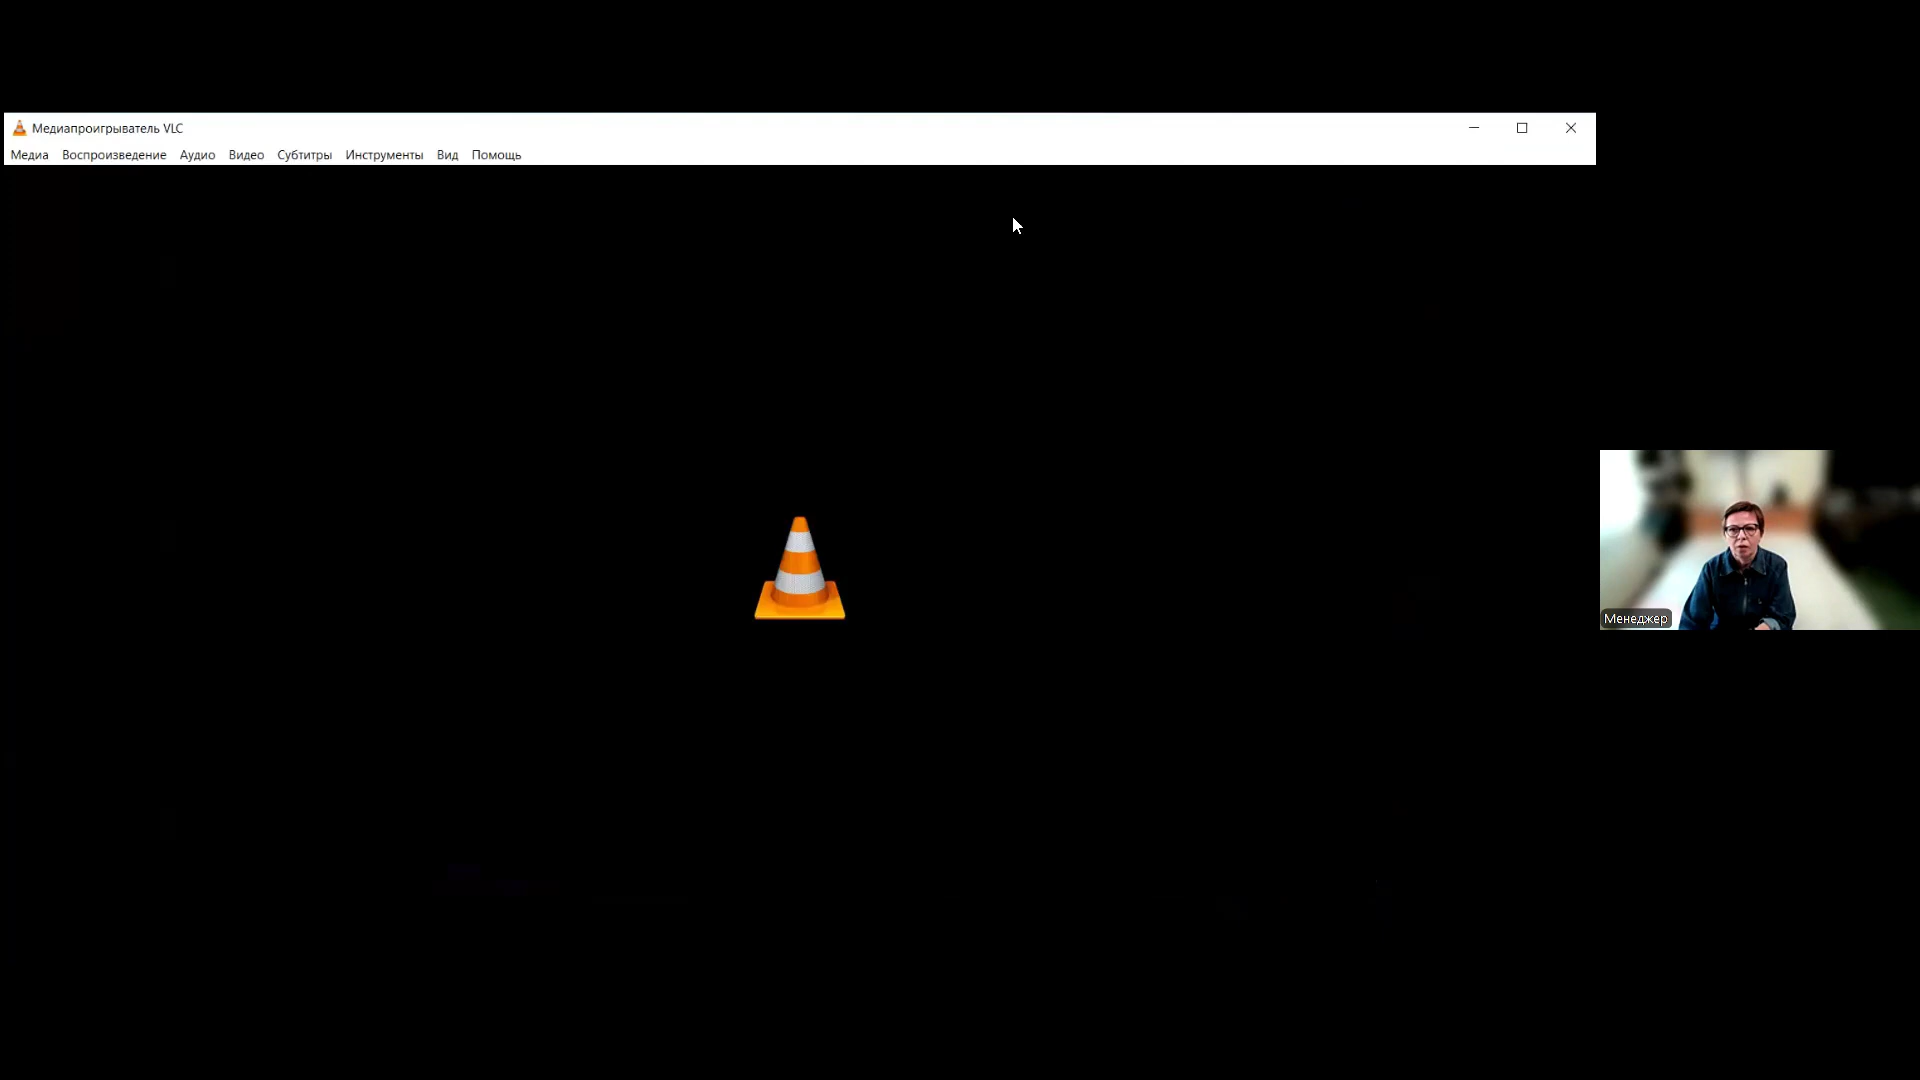 Медиапроигрыватель VLC
Медиа Воспроизведение Аудио Видео Субтитры Инструменты Вид Помощь
Менеджер